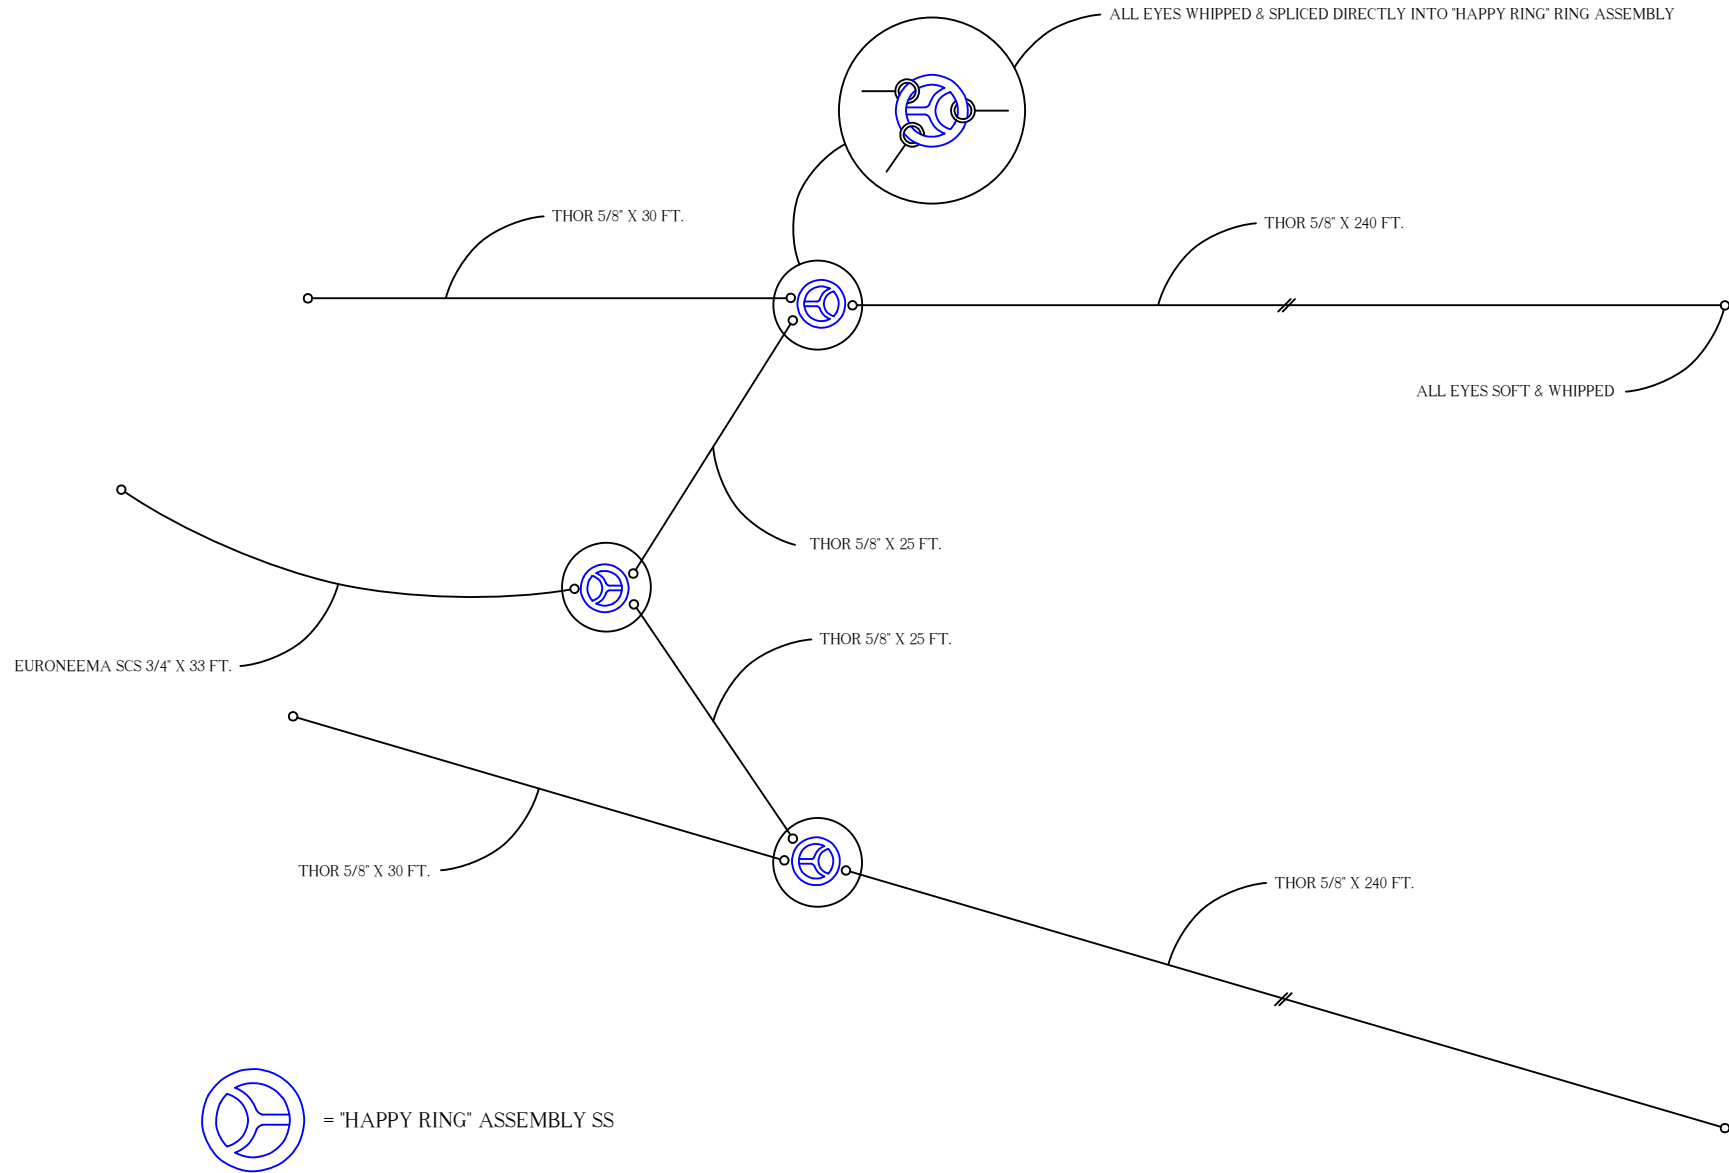 ALL EYES WHIPPED & SPLICED DIRECTLY INTO "HAPPY RING" RING ASSEMBLY
THOR 5/8" X 30 FT.
THOR 5/8" X 240 FT.
ALL EYES SOFT & WHIPPED
THOR 5/8" X 25 FT.
THOR 5/8" X 25 FT.
EURONEEMA SCS 3/4" X 33 FT.
THOR 5/8" X 30 FT.
THOR 5/8" X 240 FT.
= "HAPPY RING" ASSEMBLY SS